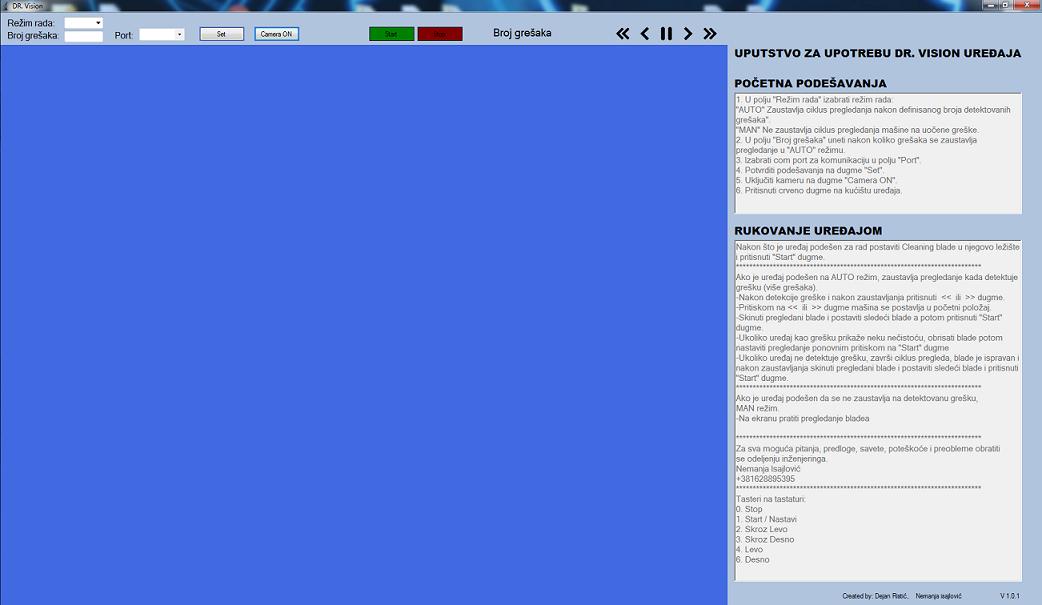 DR. Vision
Režim rada:
Broj grešaka:
Port:
Set
Camera ON
Start
Stop
Broj grešaka
UPUTSTVO ZA UPOTREBU DR. VISION UREĐAJA
POČETNA PODEŠAVANJA
1. U polju "Režim rada" izabrati režim rada:
"AUTO" Zaustavlja ciklus pregledanja nakon definisanog broja detektovanih
grešaka".
"MAN" Ne zaustavlja ciklus pregledanja mašine na uočene greške.
2. U polju "Broj grešaka" uneti nakon koliko grešaka se zaustavlja
pregledanje u "AUTO" režimu.
3. Izabrati com port za komunikaciju u polju "Port".
4. Potvrditi podešavanja na dugme "Set".
5. Uključiti kameru na dugme "Camera ON".
6. Pritisnuti crveno dugme na kućištu uređaja.
RUKOVANJE UREĐAJOM
Nakon što je uređaj podešen za rad postaviti Cleaning blade u njegovo ležište
i pritisnuti "Start" dugme.
Ako je uređaj podešen na AUTO režim, zaustavlja pregledanje kada detektuje
grešku (više grešaka).
-Nakon detekcije greške i nakon zaustavljanja pritisnuti << ili >> dugme.
-Pritiskom na << ili >> dugme mašina se postavlja u početni položaj.
-Skinuti pregledani blade i postaviti sledeći blade a potom pritisnuti "Start"
dugme.
-Ukoliko uređaj kao grešku prikaže neku nečistoću, obrisati blade potom
nastaviti pregledanje ponovnim pritiskom na "Start" dugme
-Ukoliko uređaj ne detektuje grešku, završi ciklus pregleda, blade je ispravan i
nakon zaustavljanja skinuti pregledani blade i postaviti sledeći blade i pritisnuti
"Start" dugme.
Ako je uređaj podešen da se ne zaustavlja na detektovanu grešku,
MAN režim.
-Na ekranu pratiti pregledanje bladea
Za sva moguća pitanja, predloge, savete, poteškoće i preobleme obratiti
se odeljenju inženjeringa.
Nemanja Isajlović
+381628895395
Tasteri na tastaturi:
0. Stop
1. Start / Nastavi
2. Skroz Levo
3. Skroz Desno
4. Levo
6. Desno
Created by: Dejan Ristić, Nemanja Isajlović V 1.0.1